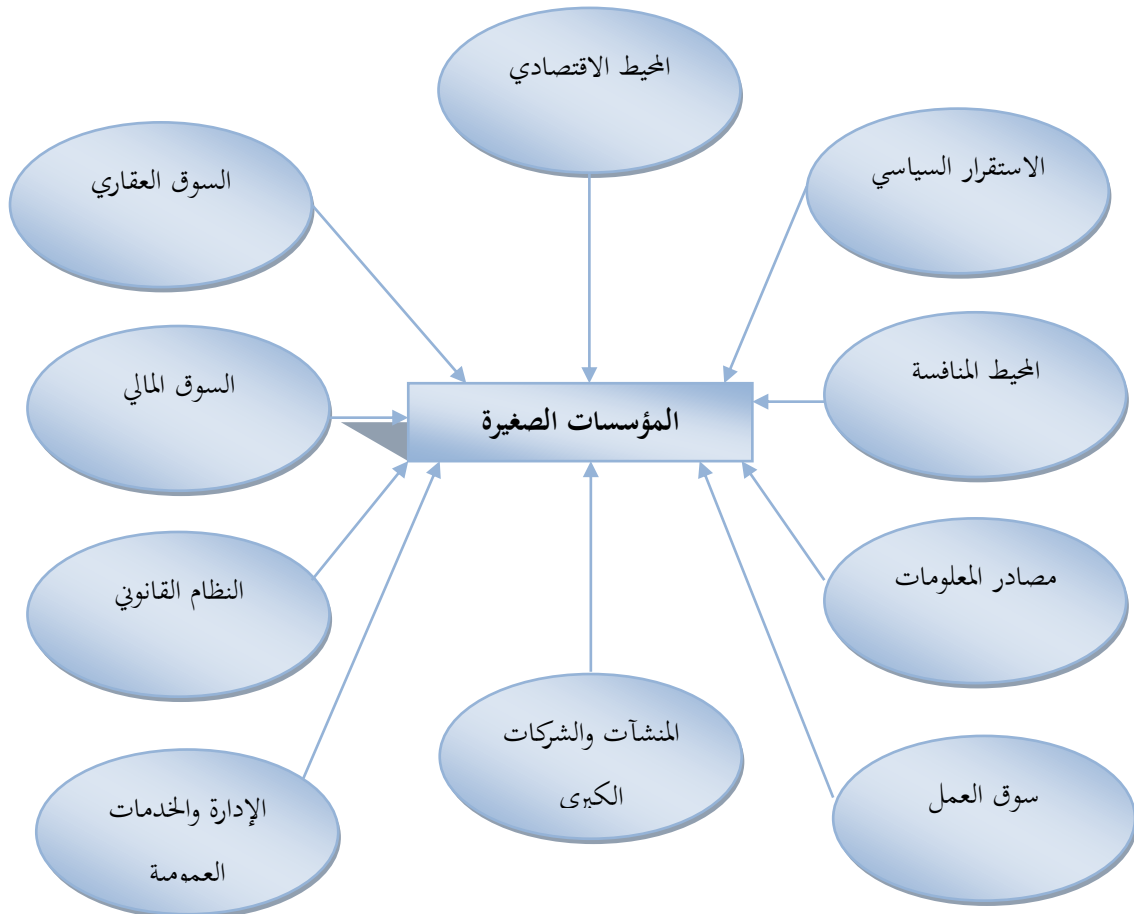 المحيط الاقتصادي
الاستقرار السياسي
السوق العقاري
المحيط المنافسة
السوق المالي
المؤسسات الصغيرة
مصادر المعلومات
النظام القانوني
المنشآت والشركات
الكبرى
سوق العمل
الإدارة والخدمات
العمومية